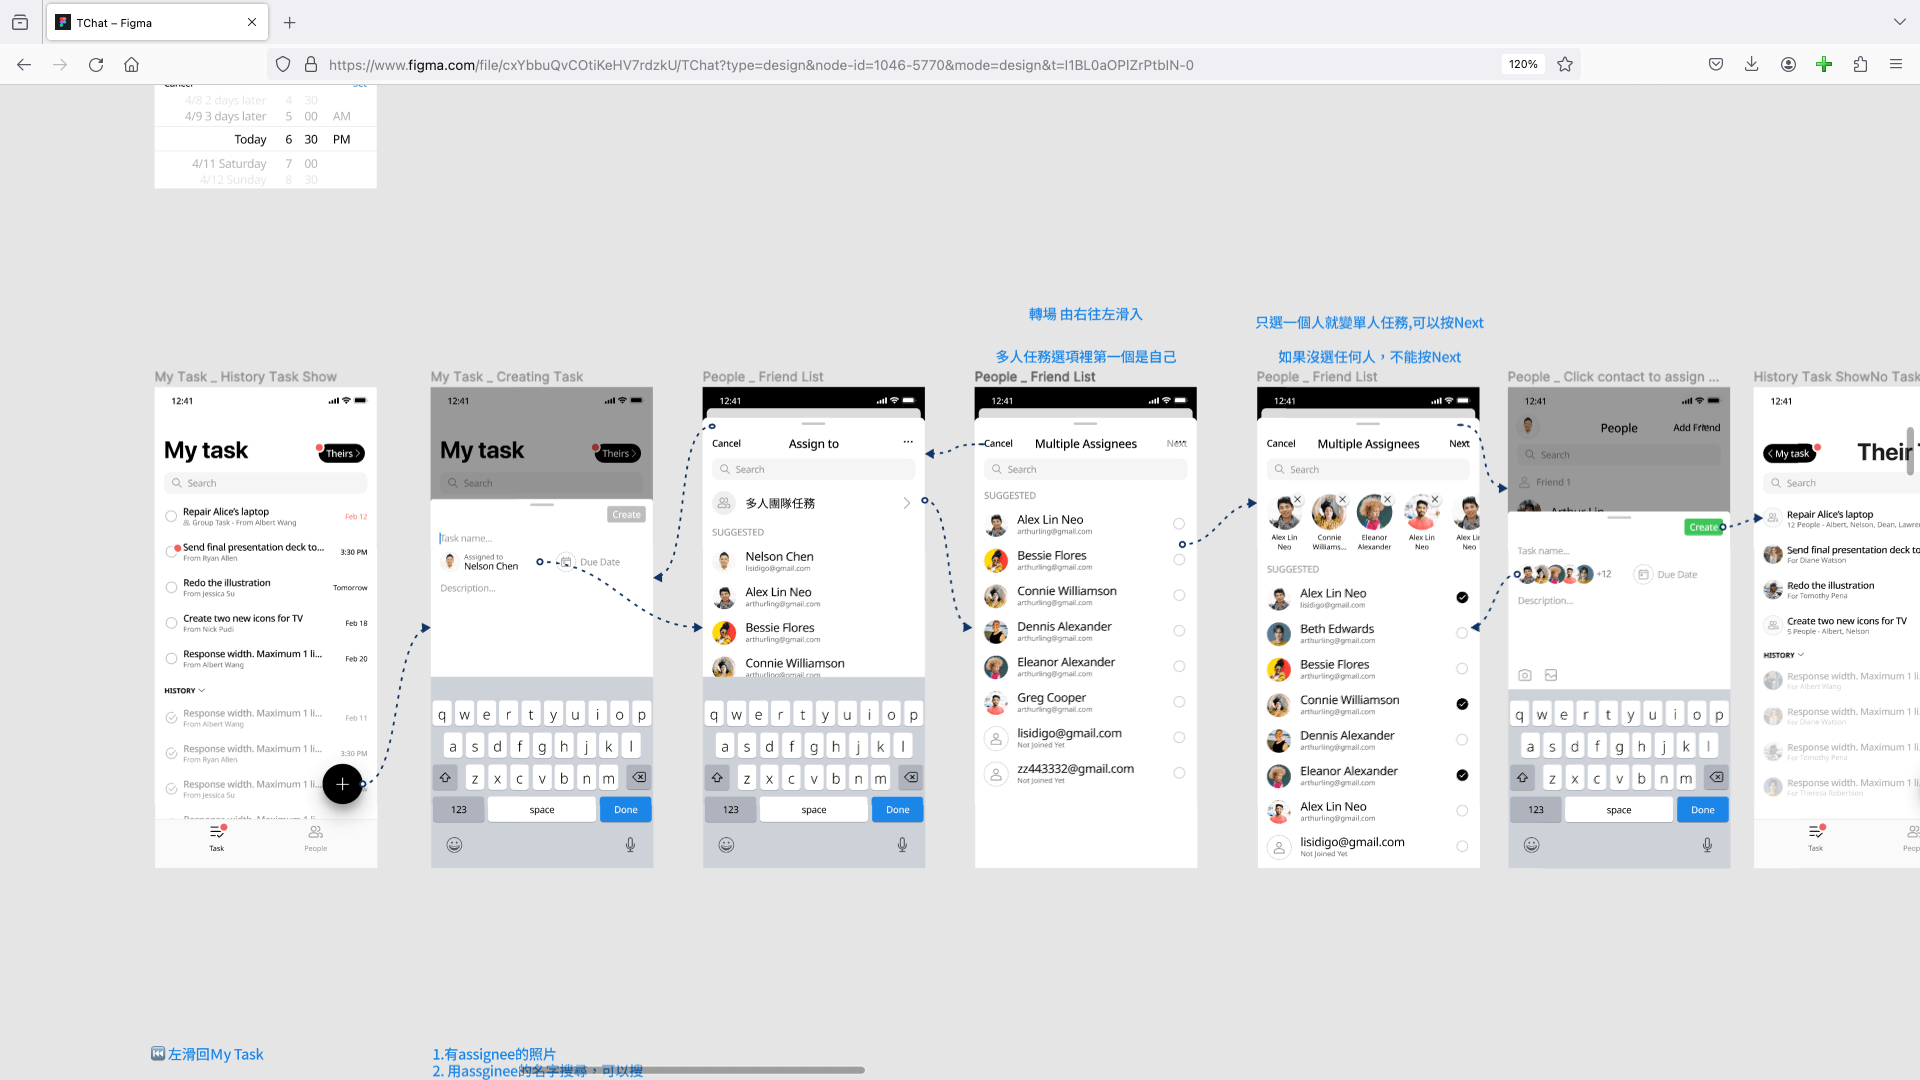 TChat – Figma
https://www.figma.com/file/cxYbbuQvCOtiKeHV7rdzkU/TChat?type=design&node-id=1046-5770&mode=design&t=I1BL0aOPlZrPtbIN-0
120%
4/8 2 days later 4 30
4/9 3 days later 5 00 AM
Today 6 30 PM
4/11 Saturday 7 00
4/12 Sunday 8 30
轉場 由右往左滑入
多人任務選項裡第一個是自己
只選一個人就變單人任務,可以按Next
如果沒選任何人，不能按Next
My Task _ History Task Show
12:41
My task
Theirs
Search
Repair Alice's laptop
Group Task - From Albert Wang
Feb 12
Send final presentation deck to...
From Ryan Allen
3:30 PM
Redo the illustration
From Jessica Su
Tomorrow
Create two new icons for TV
From Nick Pudi
Feb 18
Response width. Maximum 1 li...
From Albert Wang
Feb 20
HISTORY
Response width. Maximum 1 li...
From Albert Wang
Feb 11
Response width. Maximum 1 li...
From Ryan Allen
3:30 PM
Response width. Maximum 1 li...
From Jessica Su
Task
People
My Task _ Creating Task
12:41
My task
Theirs
Search
Create
Task name...
Assigned to
Nelson Chen
Due Date
Description...
q w e r t y u i o p
a s d f g h j k l
z x c v b n m
123 space Done
People _ Friend List
12:41
Cancel
Assign to
Search
多人團隊任務
SUGGESTED
Nelson Chen
lisidigo@gmail.com
Alex Lin Neo
arthurling@gmail.com
Bessie Flores
arthurling@gmail.com
Connie Williamson
arthurling@gmail.com
q w e r t y u i o p
a s d f g h j k l
z x c v b n m
123 space Done
People _ Friend List
12:41
Cancel
Multiple Assignees
Next
Search
SUGGESTED
Alex Lin Neo
arthurling@gmail.com
Bessie Flores
arthurling@gmail.com
Connie Williamson
arthurling@gmail.com
Dennis Alexander
arthurling@gmail.com
Eleanor Alexander
arthurling@gmail.com
Greg Cooper
arthurling@gmail.com
lisidigo@gmail.com
Not Joined Yet
zz443332@gmail.com
Not Joined Yet
People _ Friend List
12:41
Cancel
Multiple Assignees
Next
Search
Alex Lin Neo
Connie Williams...
Eleanor Alexander
Alex Lin Neo
SUGGESTED
Alex Lin Neo
lisidigo@gmail.com
Beth Edwards
arthurling@gmail.com
Bessie Flores
arthurling@gmail.com
Connie Williamson
arthurling@gmail.com
Dennis Alexander
arthurling@gmail.com
Eleanor Alexander
arthurling@gmail.com
Alex Lin Neo
arthurling@gmail.com
lisidigo@gmail.com
Not Joined Yet
People _ Click contact to assign ...
12:41
People
Add Friend
Search
Friend 1
Create
Task name...
+12
Due Date
Description...
q w e r t y u i o p
a s d f g h j k l
z x c v b n m
123 space Done
History Task ShowNo Task
12:41
My task
Their
Search
Repair Alice's laptop
12 People - Albert, Nelson, Dean, Lawre
Send final presentation deck to
For Diane Watson
Redo the illustration
For Tomothy Pena
Create two new icons for TV
5 People - Albert, Nelson
HISTORY
Response width. Maximum 1 li.
For Albert Wang
Response width. Maximum 1 li.
For Diane Watson
Response width. Maximum 1 li.
For Tomothy Pena
Response width. Maximum 1 li.
For Theresa Robertson
Task
Peop
左滑回My Task
1.有assignee的照片
2. 用assginee的名字搜尋，可以搜